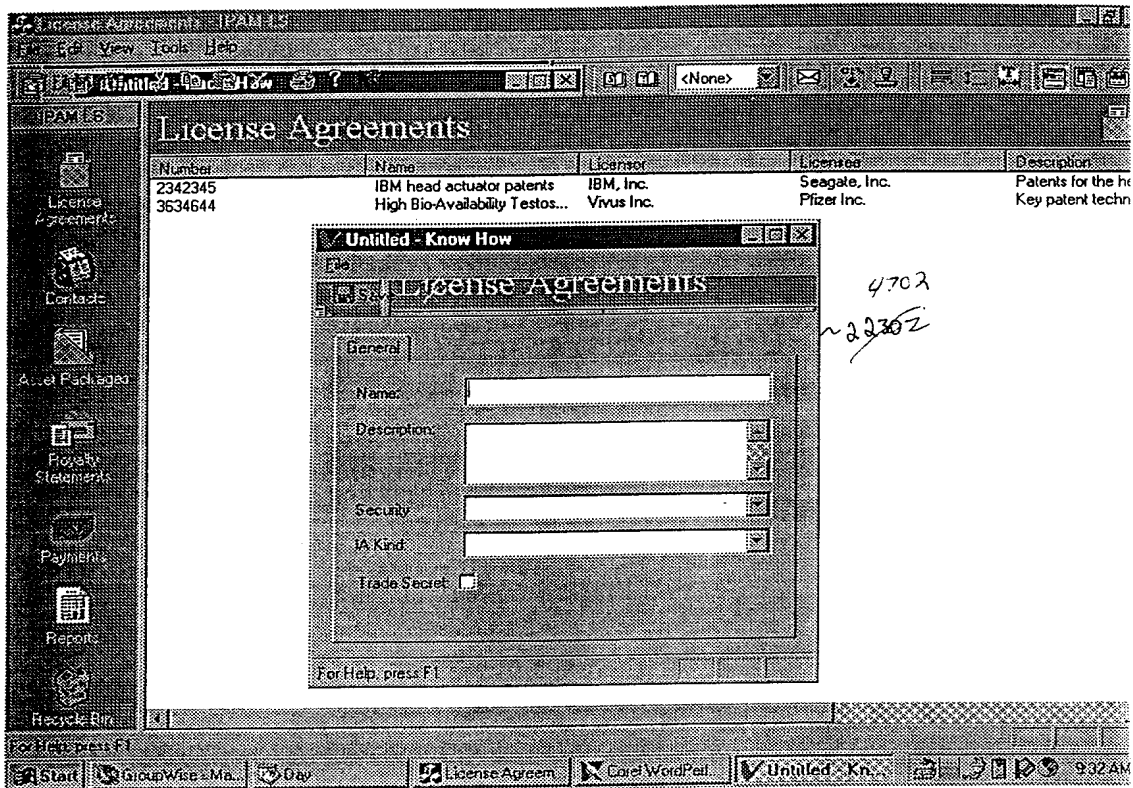 License Agreements - IPAM-LS
File Edit View Tools Help
Untitled - Know How
<None>
IPAM-LS
License Agreements
Number Name Licensor Licensee Description
2342345 IBM head actuator patents IBM, Inc. Seagate, Inc. Patents for the he
3634644 High Bio-Availability Testos... Vivus Inc. Pfizer Inc. Key patent techn
License
Agreements
Contacts
Asset Packages
Royalty
Statements
Payments
Reports
Recycle Bin
Untitled - Know How
File
License Agreements
General
Name:
Description:
Security
IA Kind:
Trade Secret
For Help, press F1
4702
~ 22302
For Help, press F1
Start GroupWise - Ma... Day License Agreem... Corel WordPerf... Untitled - Kn... 9:32 AM